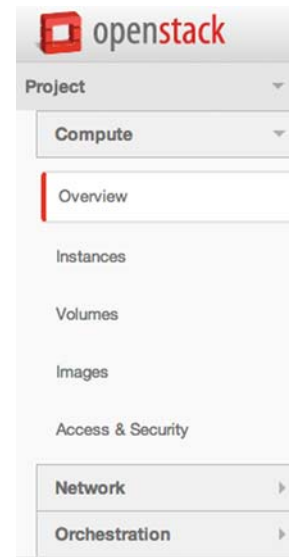 openstack
Project
Compute
Overview
Instances
Volumes
Images
Access & Security
Network
Orchestration